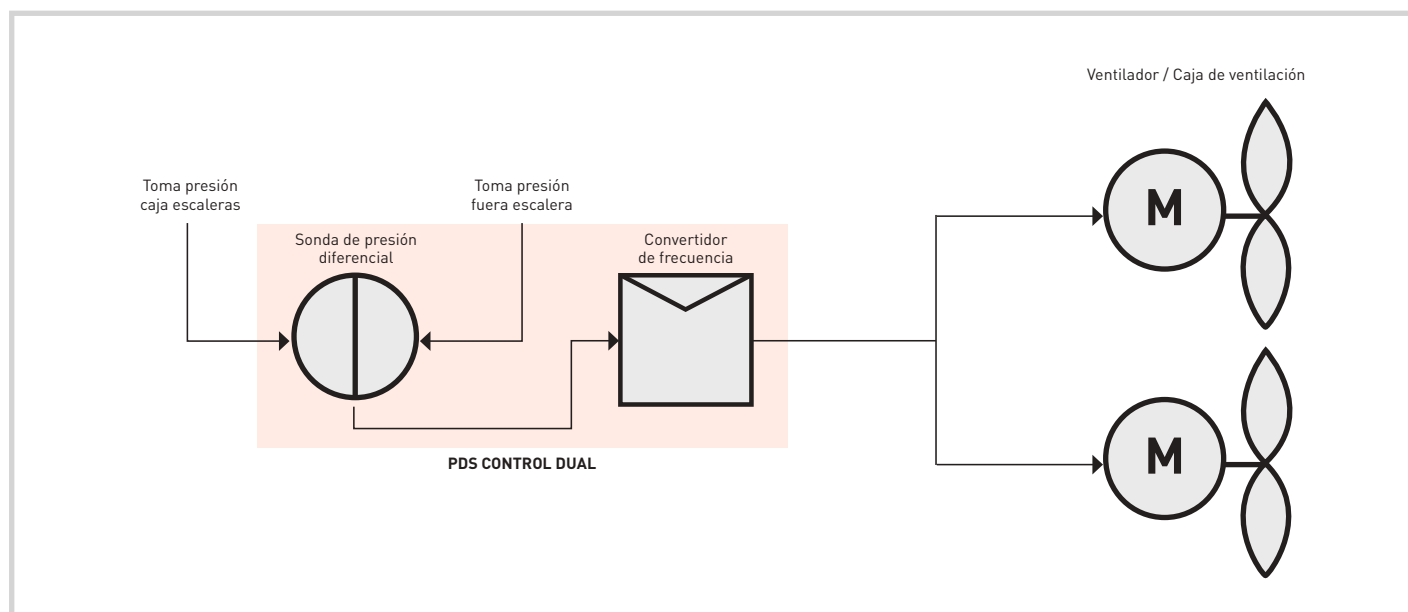 Ventilador / Caja de ventilación
Toma presión
caja escaleras
Toma presión
fuera escalera
Sonda de presión
diferencial
Convertidor
de frecuencia
M
M
PDS CONTROL DUAL